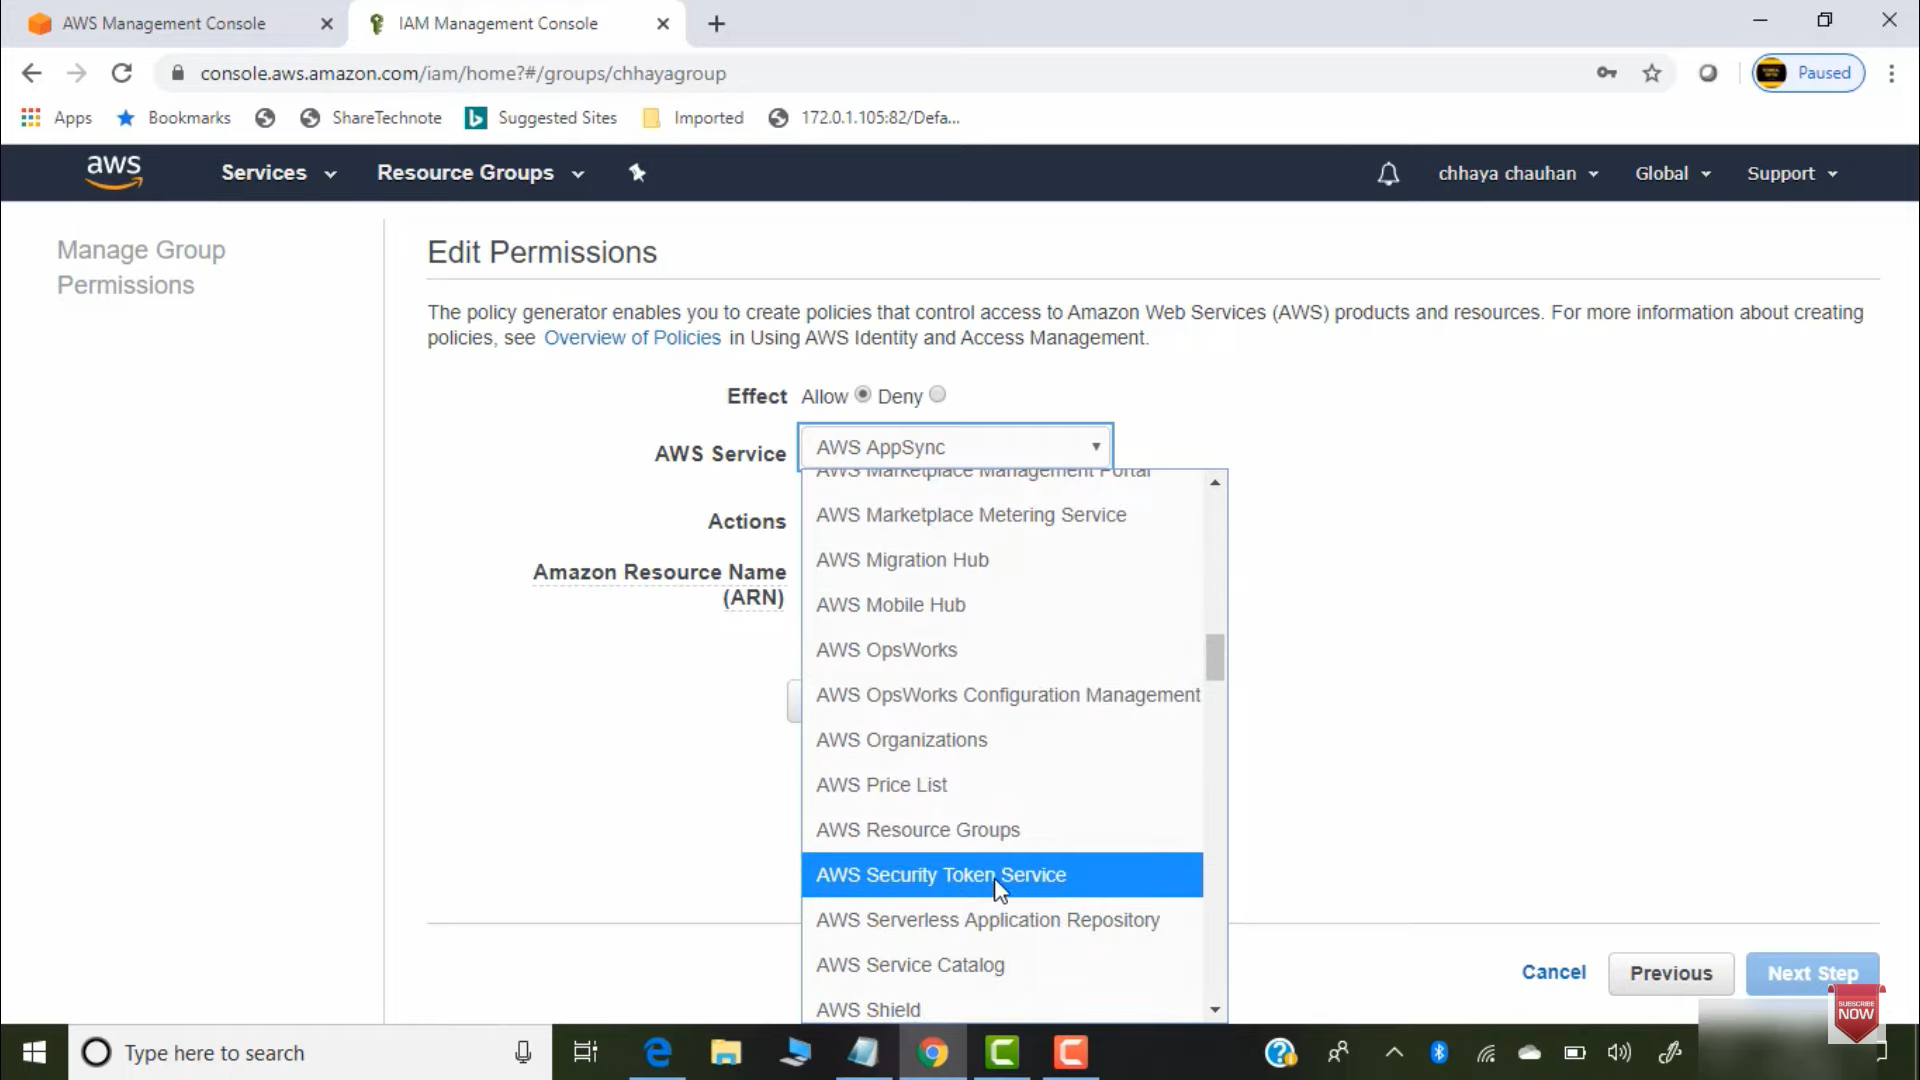 AWS Management Console
IAM Management Console
console.aws.amazon.com/iam/home?#/groups/chhayagroup
Paused
Apps
Bookmarks
ShareTechnote
Suggested Sites
Imported
172.0.1.105:82/Defa...
aws
Services
Resource Groups
chhaya chauhan
Global
Support
Manage Group
Permissions
Edit Permissions
The policy generator enables you to create policies that control access to Amazon Web Services (AWS) products and resources. For more information about creating
policies, see Overview of Policies in Using AWS Identity and Access Management.
Effect Allow Deny
AWS Service AWS AppSync
Actions
Amazon Resource Name
(ARN)
AWS Marketplace Management Portal
AWS Marketplace Metering Service
AWS Migration Hub
AWS Mobile Hub
AWS OpsWorks
AWS OpsWorks Configuration Management
AWS Organizations
AWS Price List
AWS Resource Groups
AWS Security Token Service
AWS Serverless Application Repository
AWS Service Catalog
AWS Shield
Cancel
Previous
Next Step
SUBSCRIBE
NOW
Type here to search